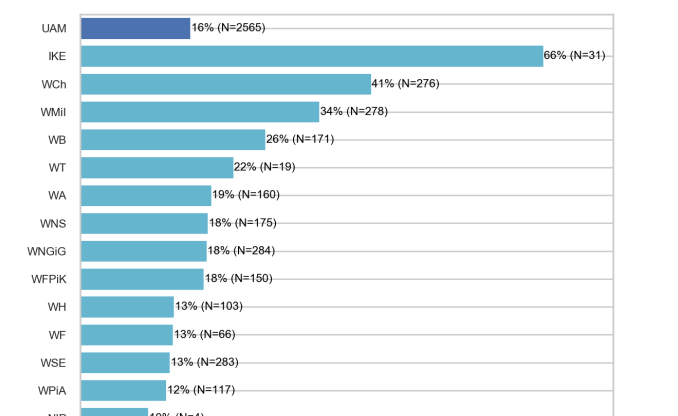 UAM 16% (N=2565)
IKE 66% (N=31)
WCh 41% (N=276)
WMiI 34% (N=278)
WB 26% (N=171)
WT 22% (N=19)
WA 19% (N=160)
WNS 18% (N=175)
WNGiG 18% (N=284)
WFPiK 18% (N=150)
WH 13% (N=103)
WF 13% (N=66)
WSE 13% (N=283)
WPiA 12% (N=117)